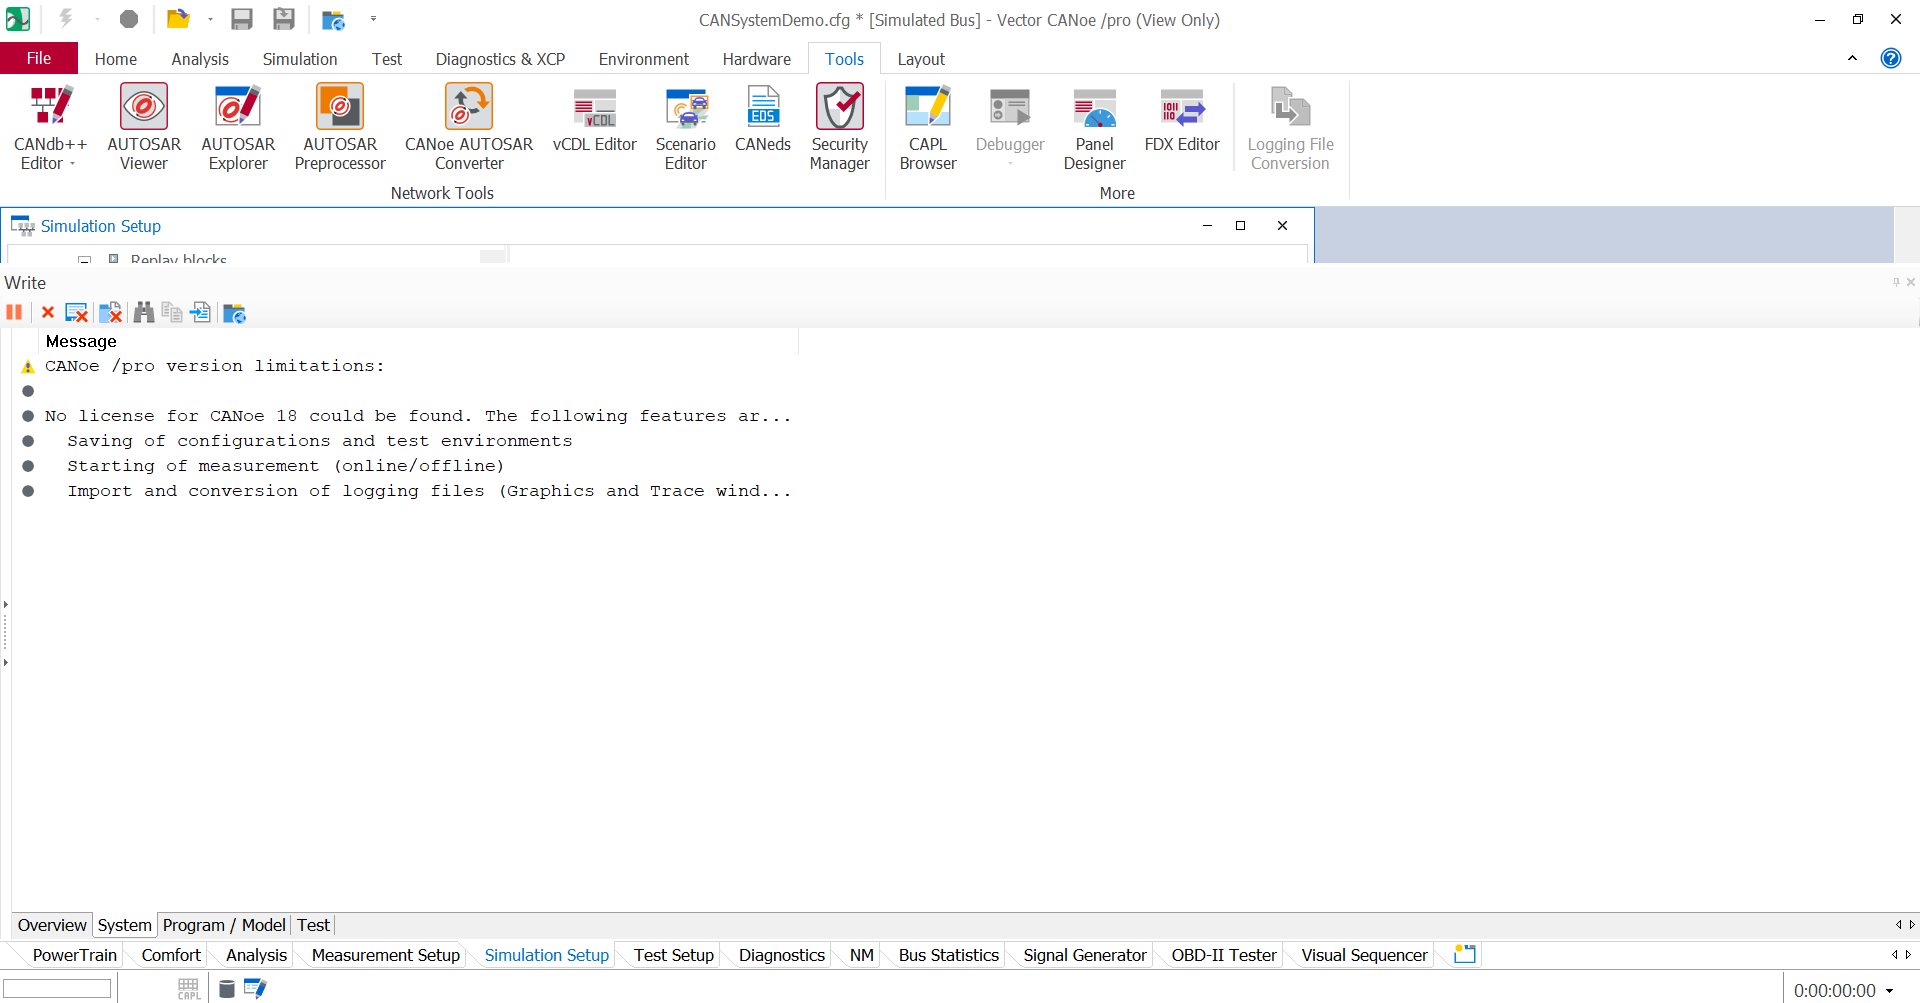 CANSystemDemo.cfg * [Simulated Bus] - Vector CANoe /pro (View Only)
File Home Analysis Simulation Test Diagnostics & XCP Environment Hardware Tools Layout
CANdb++ Editor
AUTOSAR Viewer
AUTOSAR Explorer
AUTOSAR Preprocessor
CANoe AUTOSAR Converter
vCDL
vCDL Editor
Scenario Editor
EDS
CANeds
Security Manager
CAPL Browser
Debugger
Panel Designer
FDX Editor
Logging File Conversion
Network Tools
More
Simulation Setup
Replay blocks
Write
Message
CANoe /pro version limitations:
No license for CANoe 18 could be found. The following features ar...
Saving of configurations and test environments
Starting of measurement (online/offline)
Import and conversion of logging files (Graphics and Trace wind...
Overview System Program / Model Test
PowerTrain Comfort Analysis Measurement Setup Simulation Setup Test Setup Diagnostics NM Bus Statistics Signal Generator OBD-II Tester Visual Sequencer
CAPL
0:00:00:00